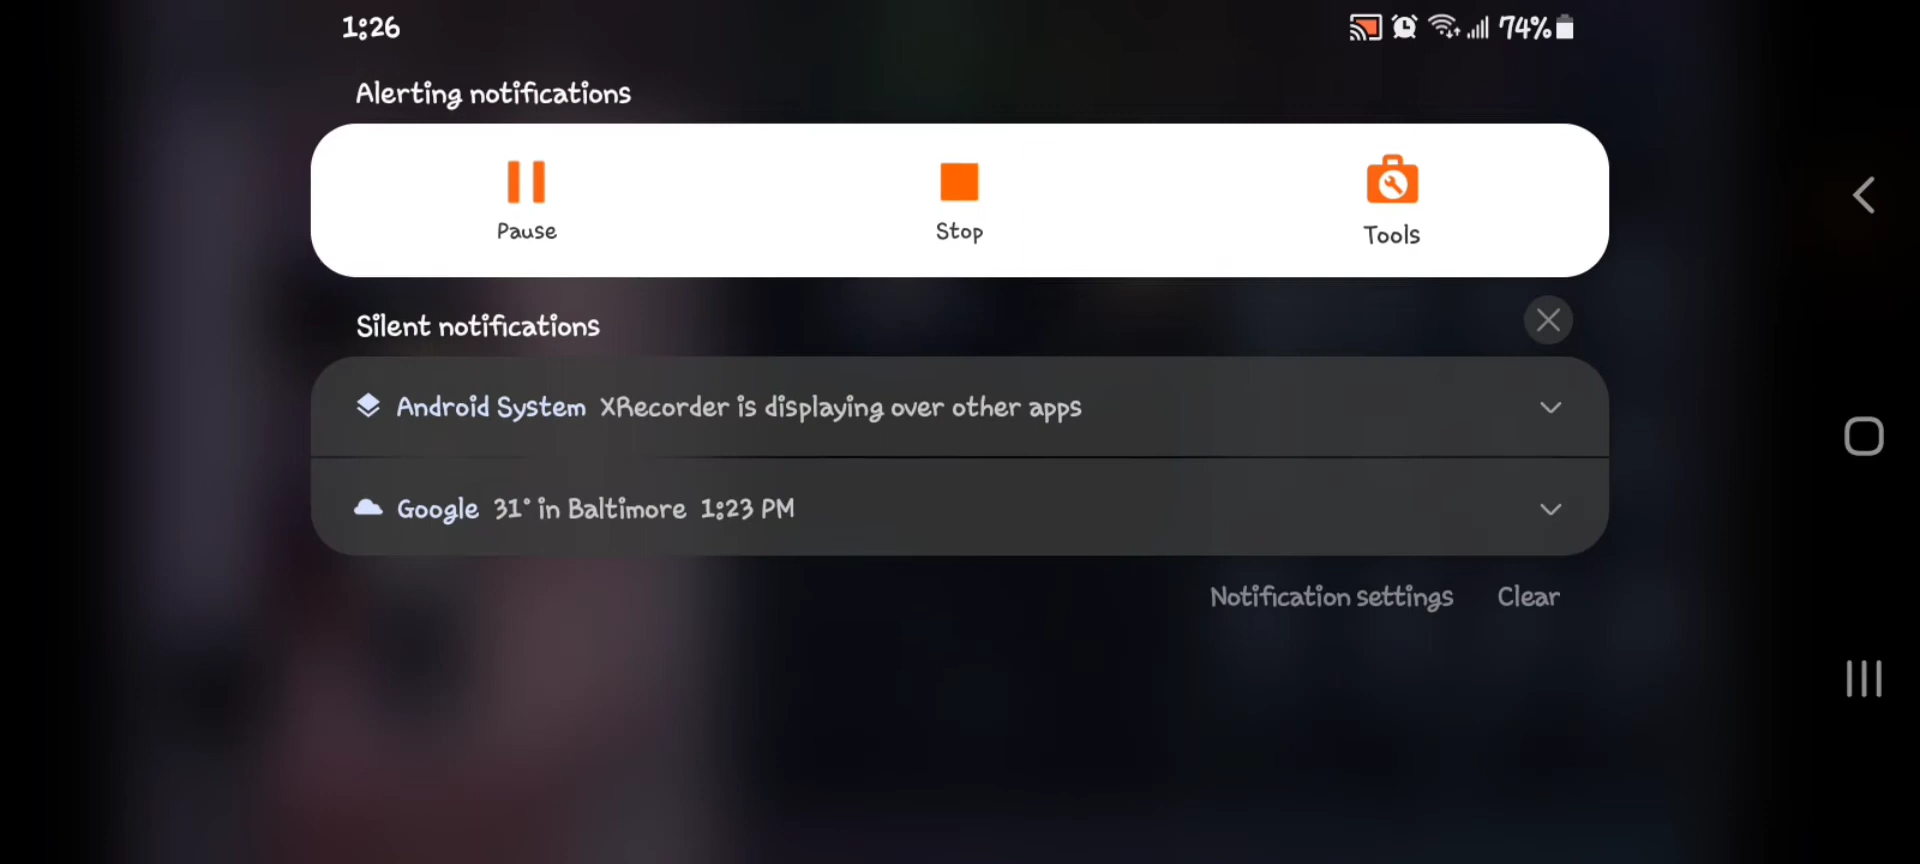 1:26
74%
Alerting notifications
Pause
Stop
Tools
Silent notifications
Android System XRecorder is displaying over other apps
Google 31° in Baltimore 1:23 PM
Notification settings Clear